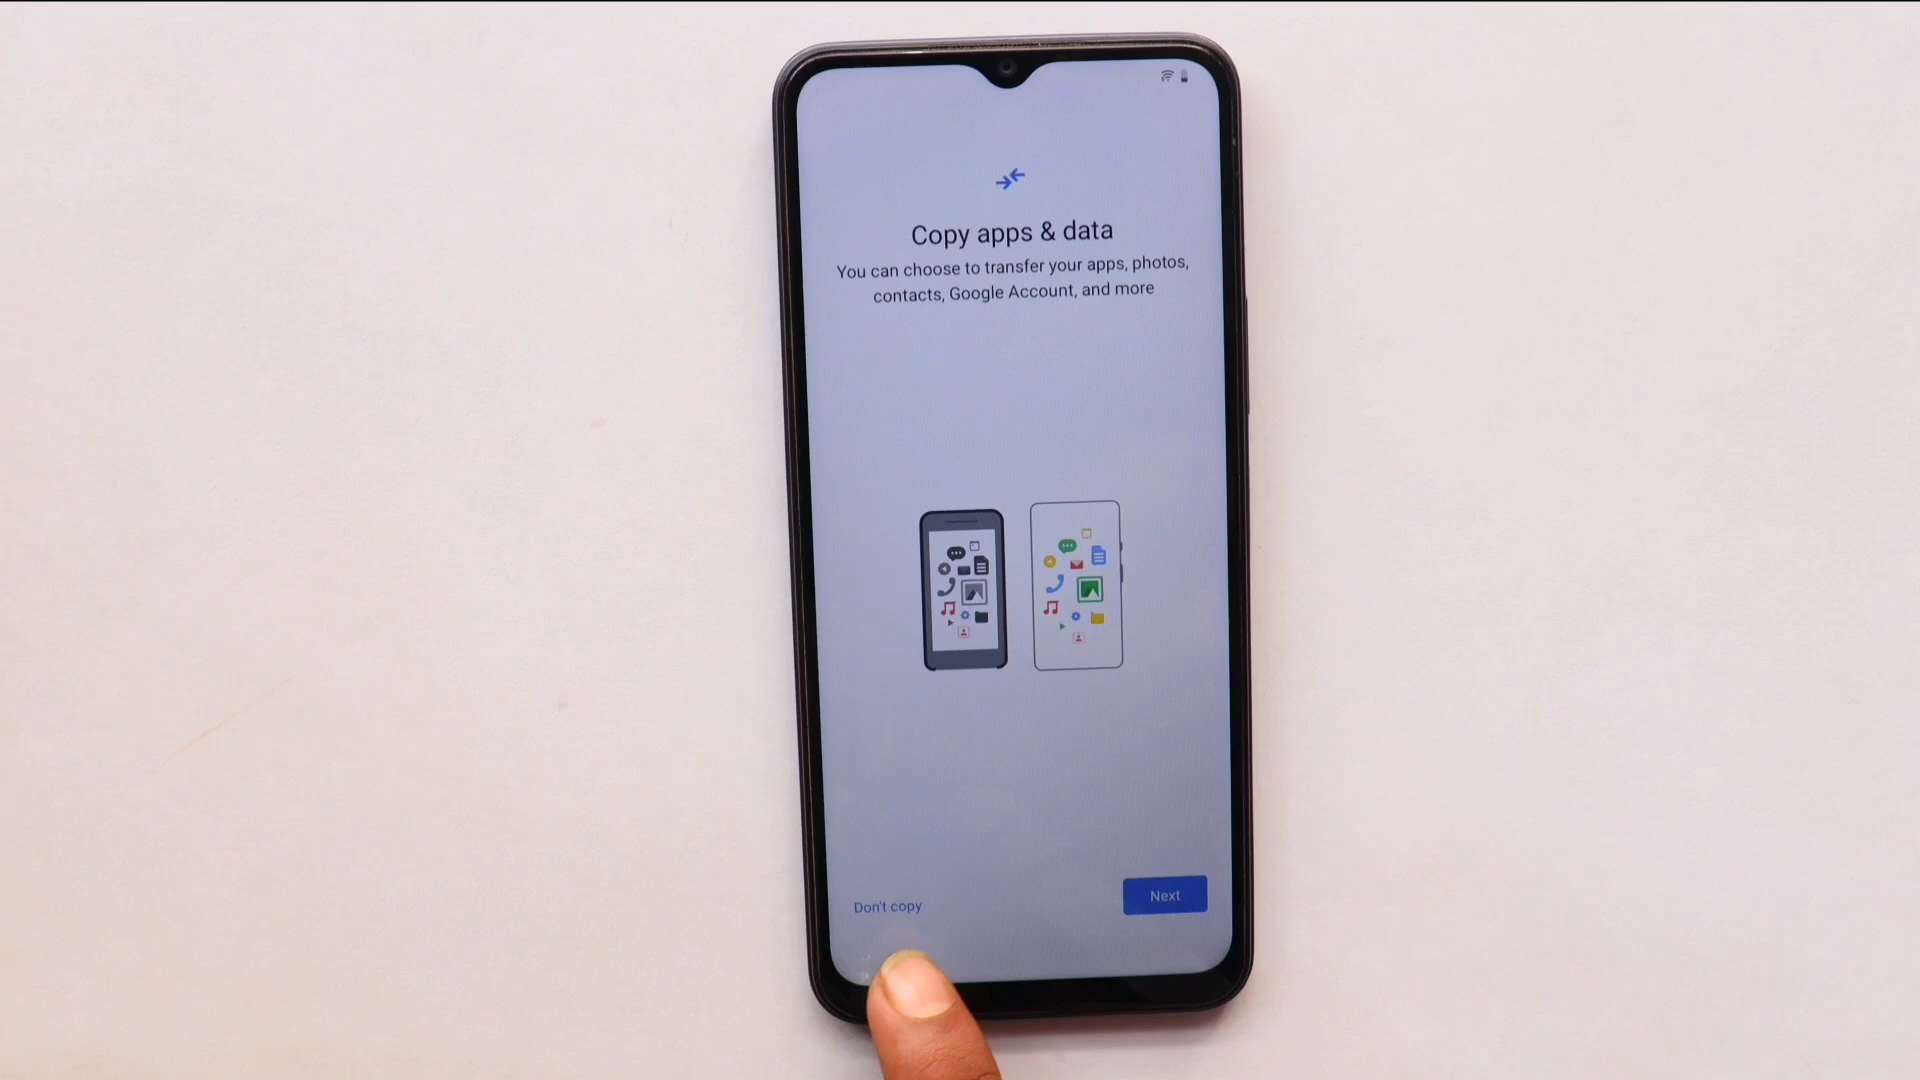 Copy apps & data
You can choose to transfer your apps, photos,
contacts, Google Account, and more
Don't copy
Next